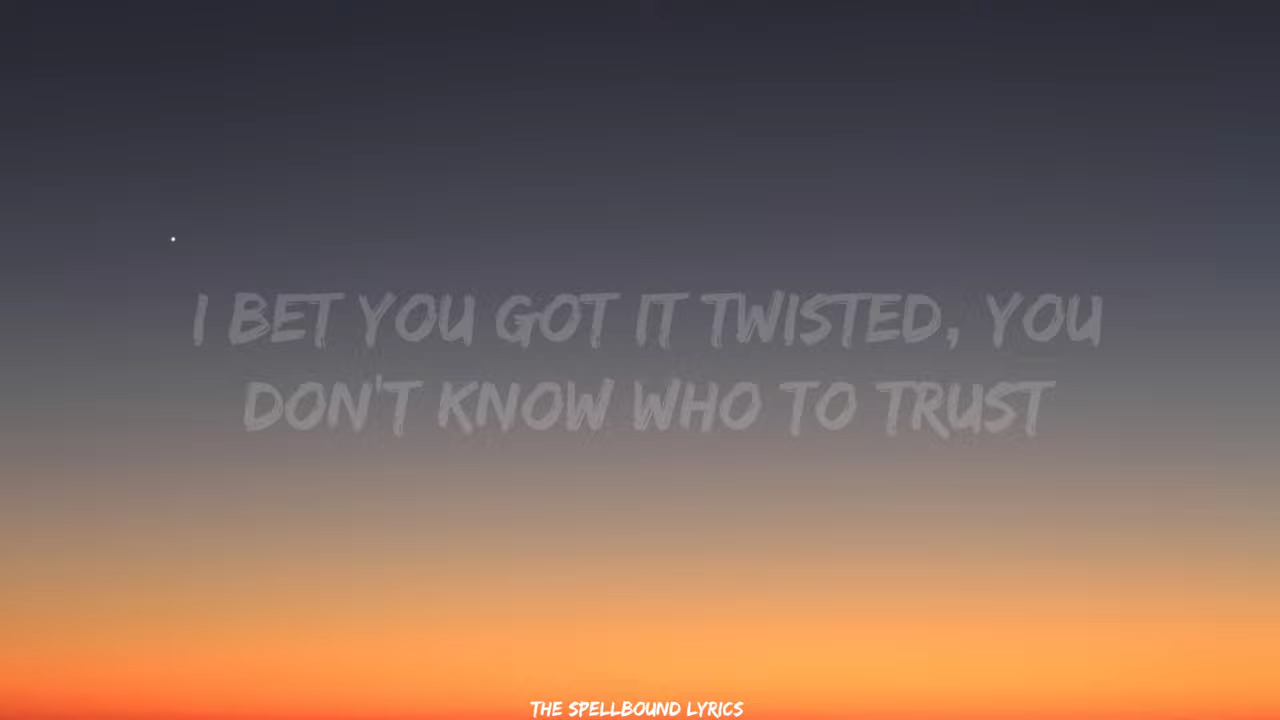 I BET YOU GOT IT TWISTED, YOU
DON'T KNOW WHO TO TRUST
THE SPELLBOUND LYRICS